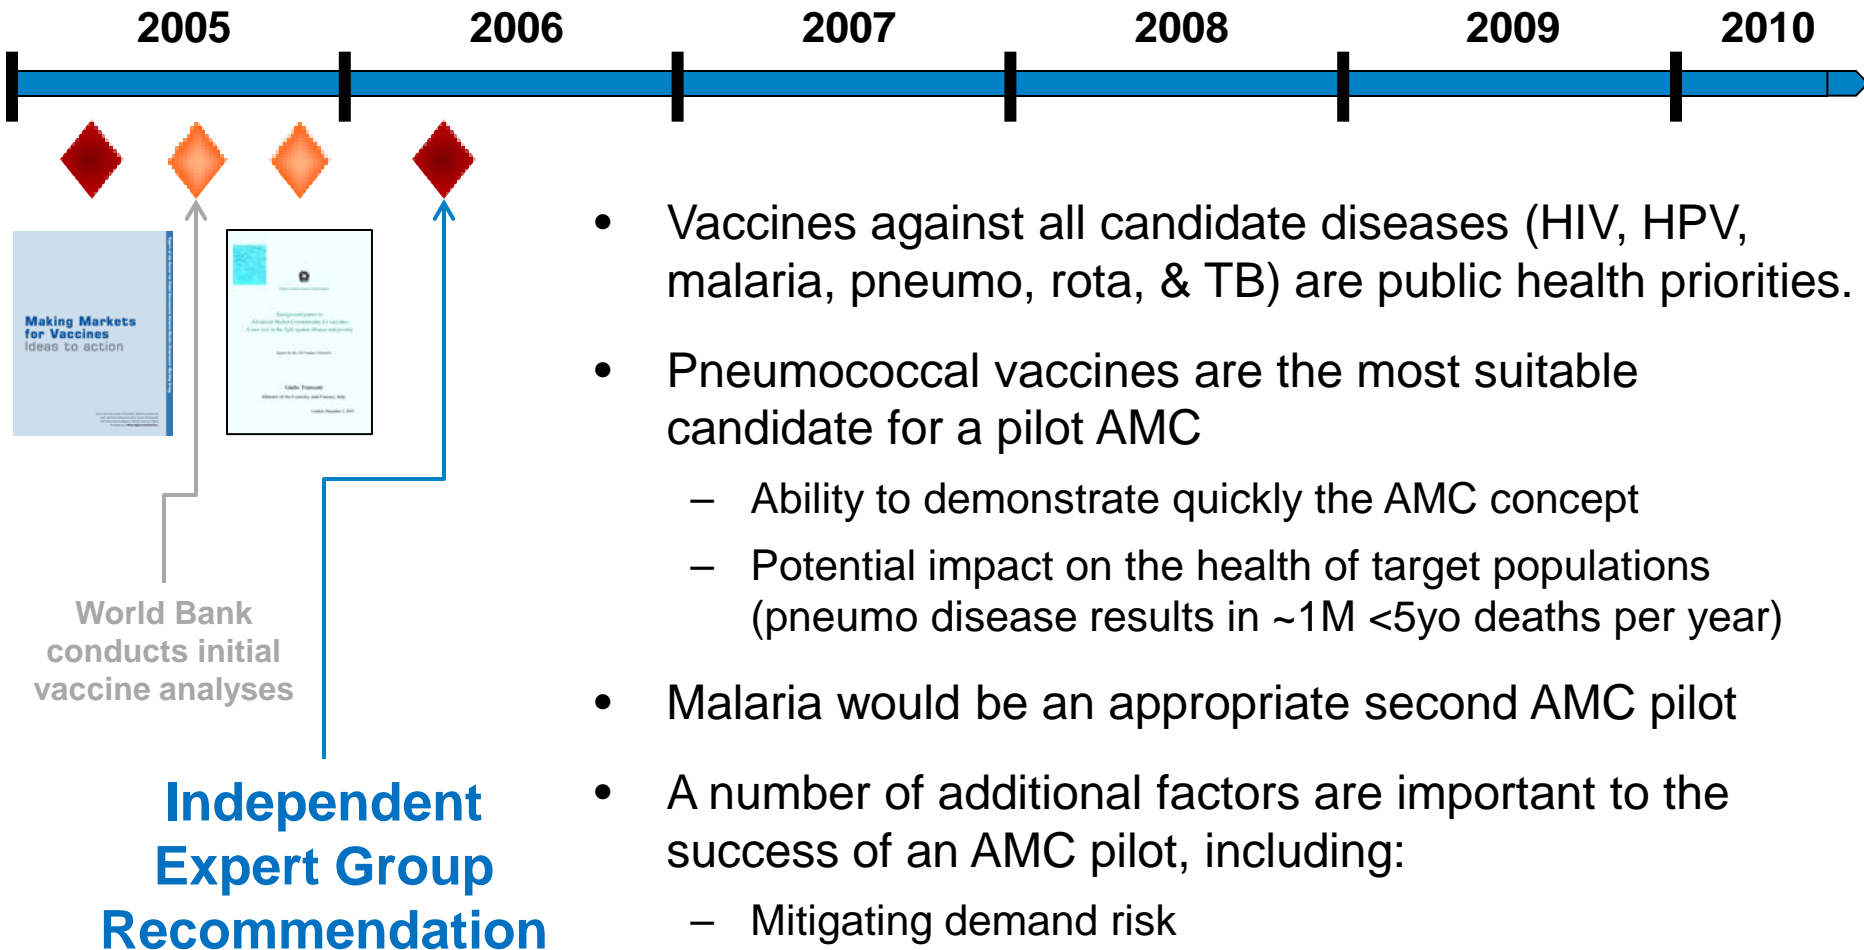 2005 2006 2007 2008 2009 2010
Making Markets
for Vaccines
Ideas to action
World Bank
conducts initial
vaccine analyses
Independent
Expert Group
Recommendation
• Vaccines against all candidate diseases (HIV, HPV,
malaria, pneumo, rota, & TB) are public health priorities.
• Pneumococcal vaccines are the most suitable
candidate for a pilot AMC
– Ability to demonstrate quickly the AMC concept
– Potential impact on the health of target populations
(pneumo disease results in ~1M <5yo deaths per year)
• Malaria would be an appropriate second AMC pilot
• A number of additional factors are important to the
success of an AMC pilot, including:
– Mitigating demand risk